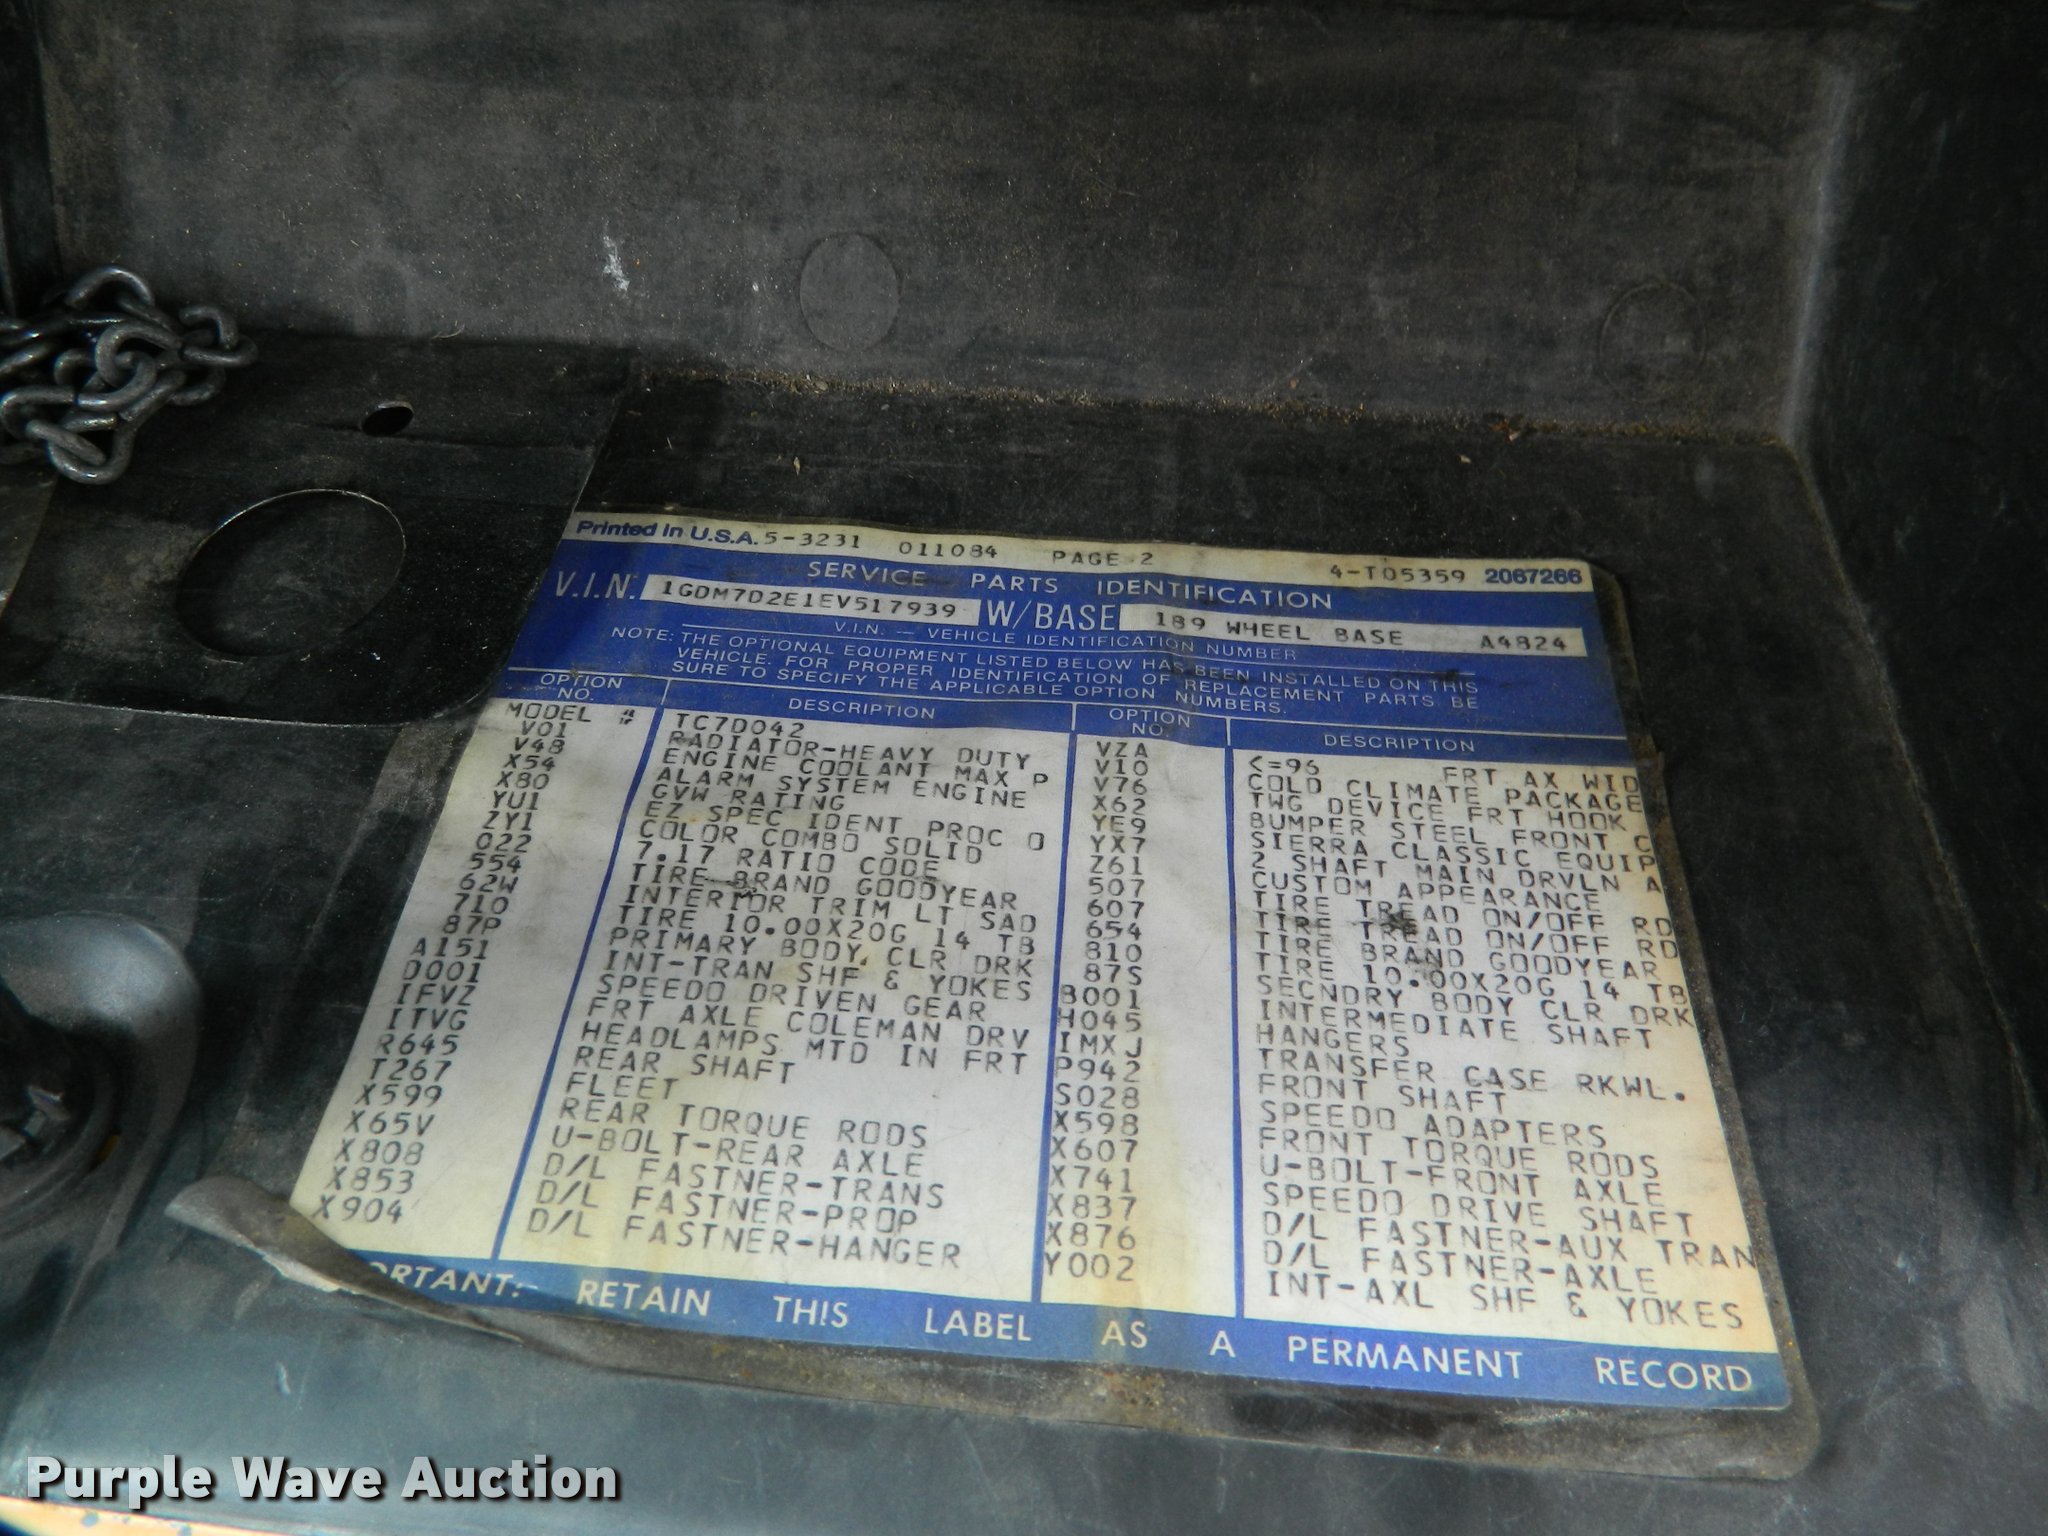 Printed in U.S.A. 5-3231 011084 PAGE 2 4-T05359 2067266
SERVICE PARTS IDENTIFICATION
V.I.N. 1GDM7D2E1EV517939 W/BASE 189 WHEEL BASE A4824
V.I.N. — VEHICLE IDENTIFICATION NUMBER
NOTE: THE OPTIONAL EQUIPMENT LISTED BELOW HAS BEEN INSTALLED ON THIS
VEHICLE. FOR PROPER IDENTIFICATION OF REPLACEMENT PARTS BE
SURE TO SPECIFY THE APPLICABLE OPTION NUMBERS.
OPTION NO. DESCRIPTION OPTION NO. DESCRIPTION
MODEL # TC7D042
V01 RADIATOR-HEAVY DUTY
V48 ENGINE COOLANT MAX P
X54 ALARM SYSTEM ENGINE
X80 GVW RATING
YU1 EZ SPEC IDENT PROC O
ZY1 COLOR COMBO SOLID
022 7.17 RATIO CODE
554 TIRE BRAND GOODYEAR
62W INTERIOR TRIM LT SAD
710 TIRE 10.00X20G 14 TB
87P PRIMARY BODY CLR DRK
A151 INT-TRAN SHF & YOKES
D001 SPEEDO DRIVEN GEAR
IFVZ FRT AXLE COLEMAN DRV
ITVG HEADLAMPS MTD IN FRT
R645 REAR SHAFT
T267 FLEET
X599 REAR TORQUE RODS
X65V U-BOLT-REAR AXLE
X808 D/L FASTNER-TRANS
X853 D/L FASTNER-PROP
X904 D/L FASTNER-HANGER
VZA <=96 FRT AX WID
V10 COLD CLIMATE PACKAGE
V76 TWG DEVICE FRT HOOK
X62 BUMPER STEEL FRONT C
YE9 SIERRA CLASSIC EQUIP
YX7 2 SHAFT MAIN DRVLN A
Z61 CUSTOM APPEARANCE
507 TIRE TREAD ON/OFF RD
607 TIRE TREAD ON/OFF RD
654 TIRE BRAND GOODYEAR
810 TIRE 10.00X20G 14 TB
87S SECNDRY BODY CLR DRK
B001 INTERMEDIATE SHAFT
H045 HANGERS
IMXJ TRANSFER CASE RKWL.
P942 FRONT SHAFT
S028 SPEEDO ADAPTERS
X598 FRONT TORQUE RODS
X607 U-BOLT-FRONT AXLE
X741 SPEEDO DRIVE SHAFT
X837 D/L FASTNER-AUX TRAN
X876 D/L FASTNER-AXLE
Y002 INT-AXL SHF & YOKES
ORTANT: RETAIN THIS LABEL AS A PERMANENT RECORD
Purple Wave Auction